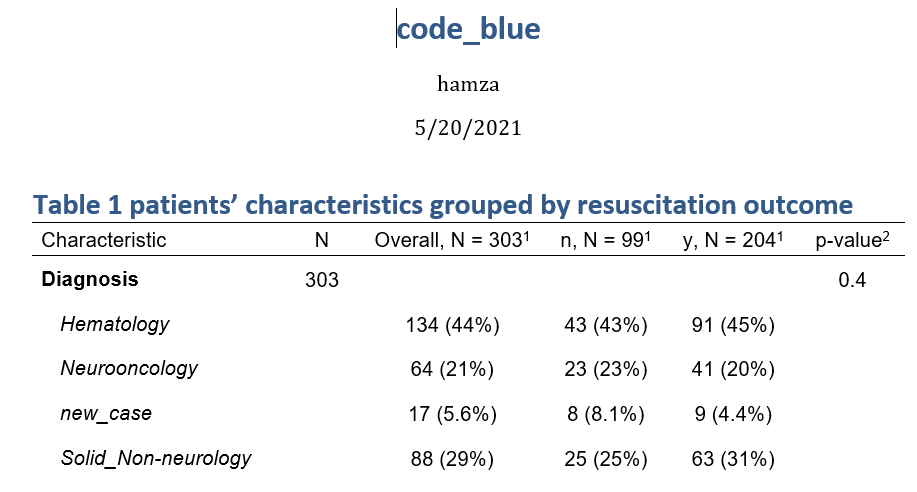 code_blue
hamza
5/20/2021
Table 1 patients’ characteristics grouped by resuscitation outcome
Characteristic N Overall, N = 303¹ n, N = 99¹ y, N = 204¹ p-value²
Diagnosis 303 0.4
Hematology 134 (44%) 43 (43%) 91 (45%)
Neurooncology 64 (21%) 23 (23%) 41 (20%)
new_case 17 (5.6%) 8 (8.1%) 9 (4.4%)
Solid_Non-neurology 88 (29%) 25 (25%) 63 (31%)